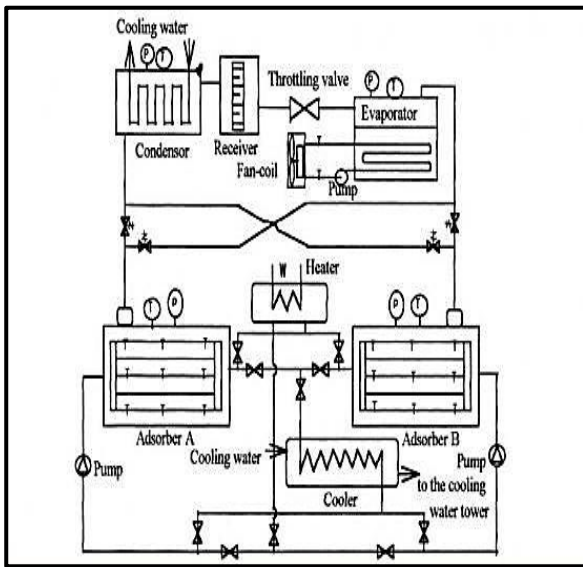 Cooling water
P
T
Condensor
Receiver
Throttling valve
P
T
Evaporator
Fan-coil
Pump
W
Heater
T
P
P
T
Adsorber A
Adsorber B
Pump
Cooling water
Cooler
Pump
to the cooling
water tower